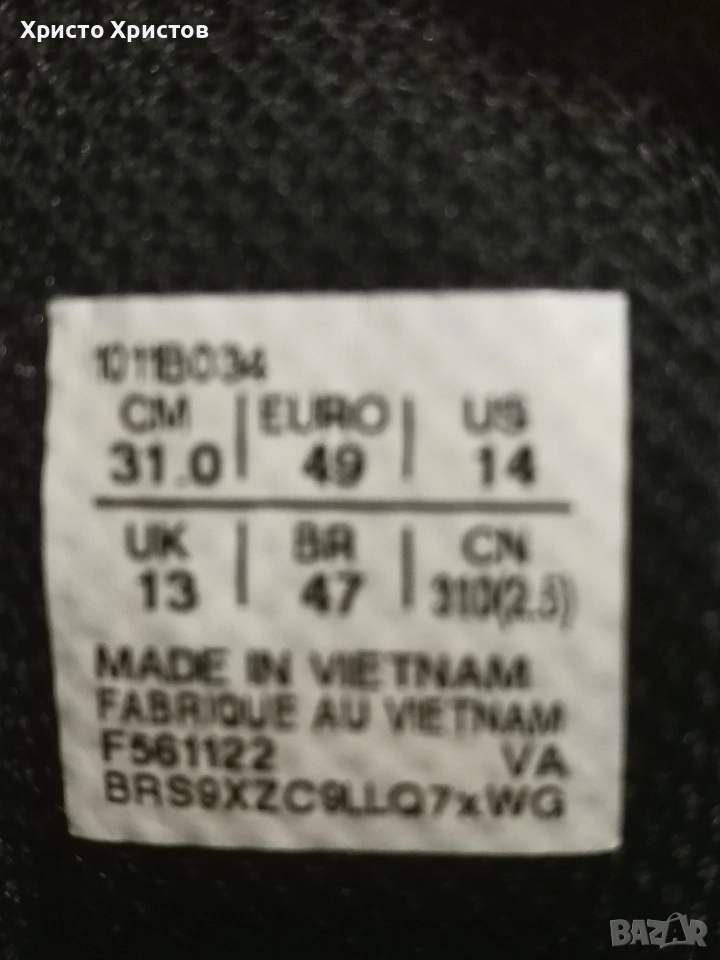 Христо Христов
1011B034
CM | EURO | US
31.0 | 49 | 14
UK | BR | CN
13 | 47 | 310(2.5)
MADE IN VIETNAM
FABRIQUE AU VIETNAM
F561122 VA
BRS9XZC9LLQ7xWG
BAZAR